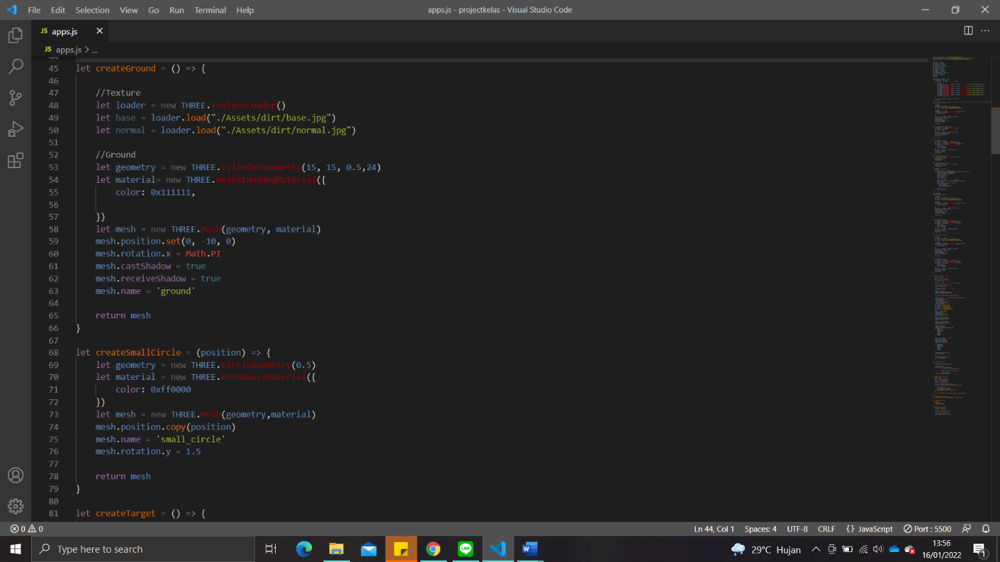 File Edit Selection View Go Run Terminal Help
apps.js - projectkelas - Visual Studio Code
JS apps.js
JS apps.js > ...
44
45 let createGround = () => {
46
47 //Texture
48 let loader = new THREE.TextureLoader()
49 let base = loader.load("./Assets/dirt/base.jpg")
50 let normal = loader.load("./Assets/dirt/normal.jpg")
51
52 //Ground
53 let geometry = new THREE.CylinderGeometry(15, 15, 0.5,24)
54 let material= new THREE.MeshStandardMaterial({
55 color: 0x111111,
56
57 })
58 let mesh = new THREE.Mesh(geometry, material)
59 mesh.position.set(0, -10, 0)
60 mesh.rotation.x = Math.PI
61 mesh.castShadow = true
62 mesh.receiveShadow = true
63 mesh.name = 'ground'
64
65 return mesh
66 }
67
68 let createSmallCircle = (position) => {
69 let geometry = new THREE.CircleGeometry(0.5)
70 let material = new THREE.MeshBasicMaterial({
71 color: 0xff0000
72 })
73 let mesh = new THREE.Mesh(geometry,material)
74 mesh.position.copy(position)
75 mesh.name = 'small_circle'
76 mesh.rotation.y = 1.5
77
78 return mesh
79 }
80
81 let createTarget = () => {
0 0 Ln 44, Col 1 Spaces: 4 UTF-8 CRLF {} JavaScript Port : 5500
Type here to search
LINE
W
29°C Hujan
13:56
16/01/2022
1